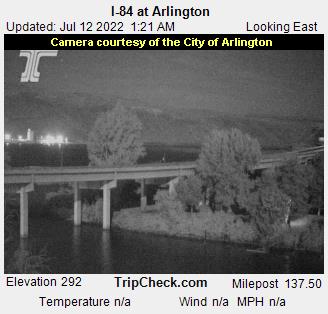 I-84 at Arlington
Updated: Jul 12 2022 1:21 AM Looking East
Camera courtesy of the City of Arlington
Elevation 292 TripCheck.com Milepost 137.50
Temperature n/a Wind n/a MPH n/a